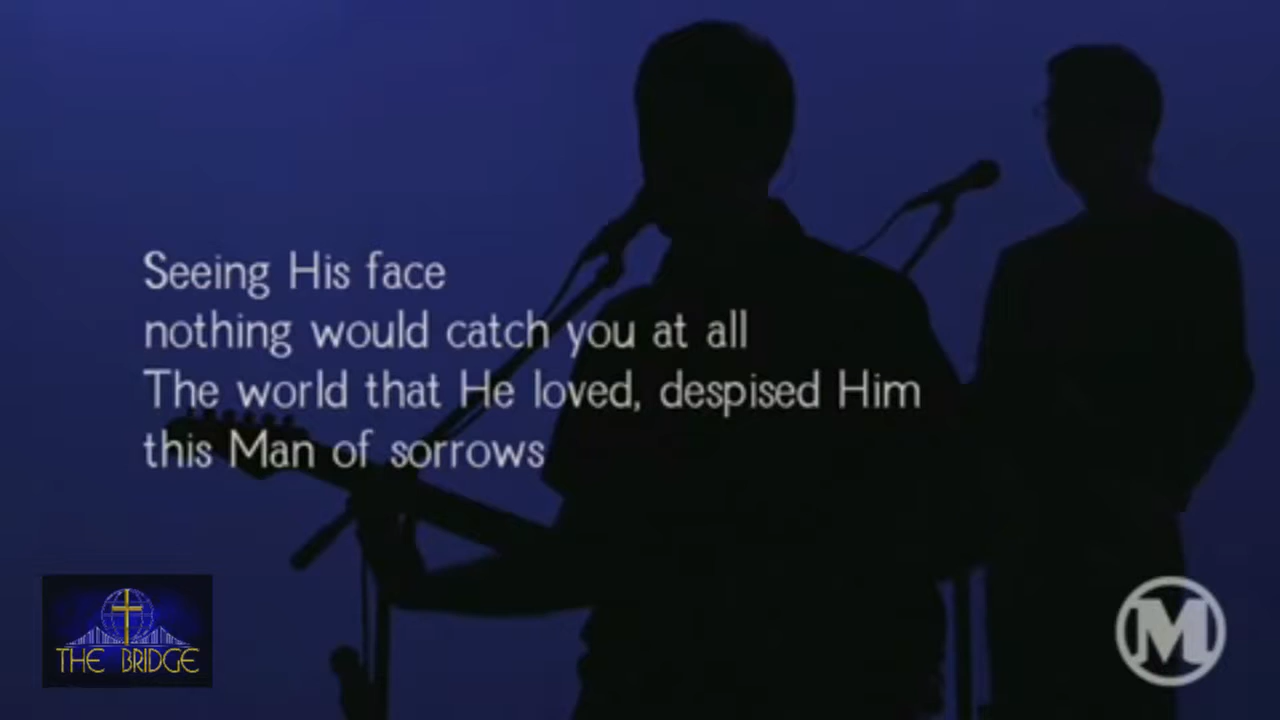 Seeing His face
nothing would catch you at all
The world that He loved, despised Him
this Man of sorrows
THE BRIDGE
M